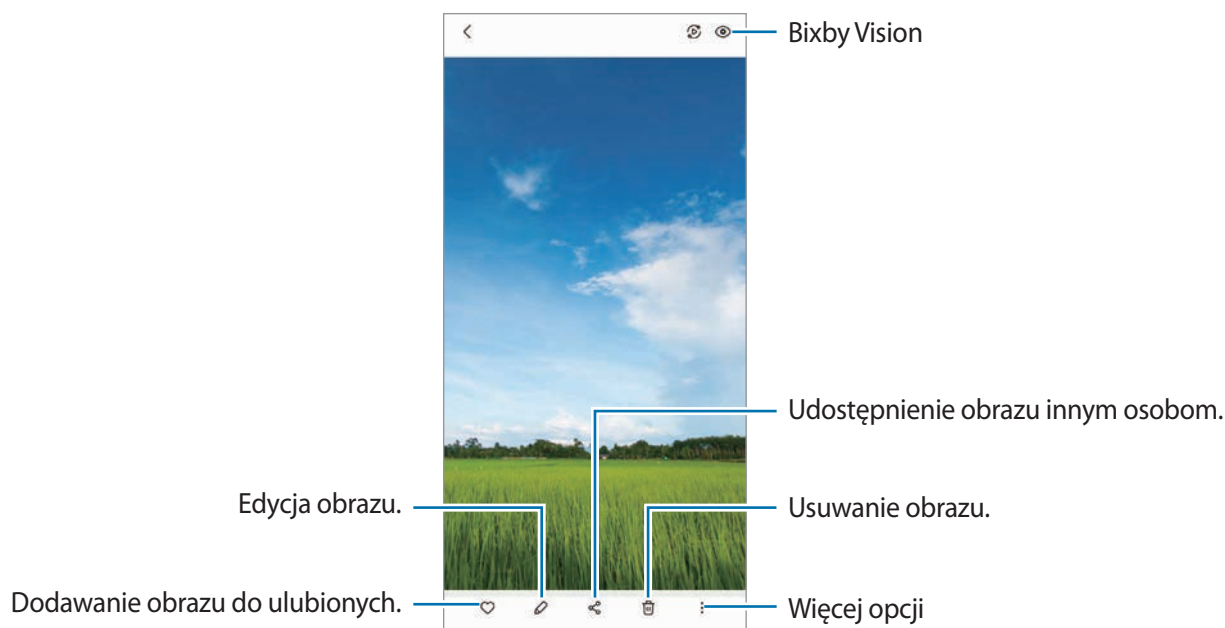 Bixby Vision
Udostępnienie obrazu innym osobom.
Edycja obrazu.
Usuwanie obrazu.
Dodawanie obrazu do ulubionych.
Więcej opcji